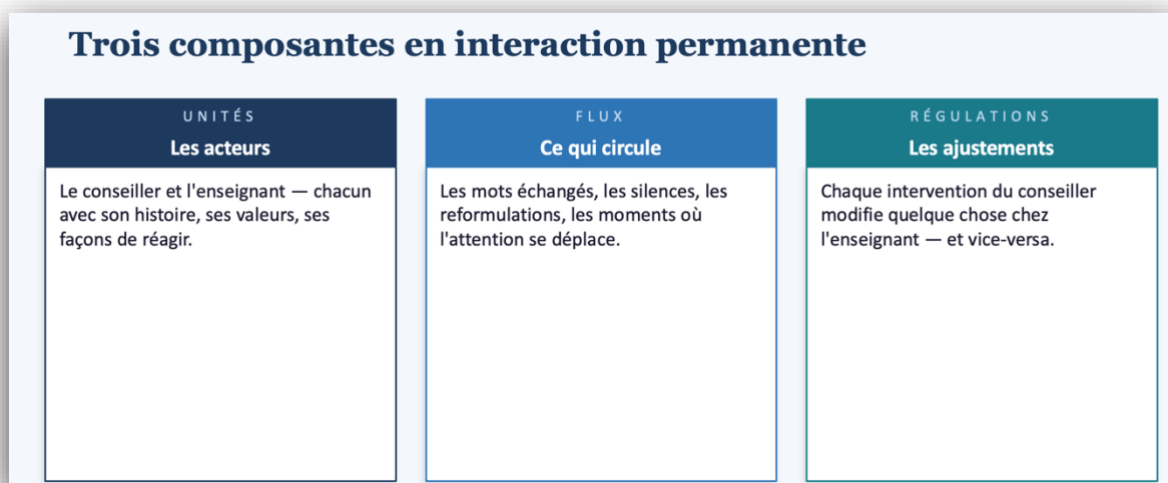 Trois composantes en interaction permanente
UNITÉS
Les acteurs
Le conseiller et l'enseignant — chacun
avec son histoire, ses valeurs, ses
façons de réagir.
FLUX
Ce qui circule
Les mots échangés, les silences, les
reformulations, les moments où
l'attention se déplace.
RÉGULATIONS
Les ajustements
Chaque intervention du conseiller
modifie quelque chose chez
l'enseignant — et vice-versa.